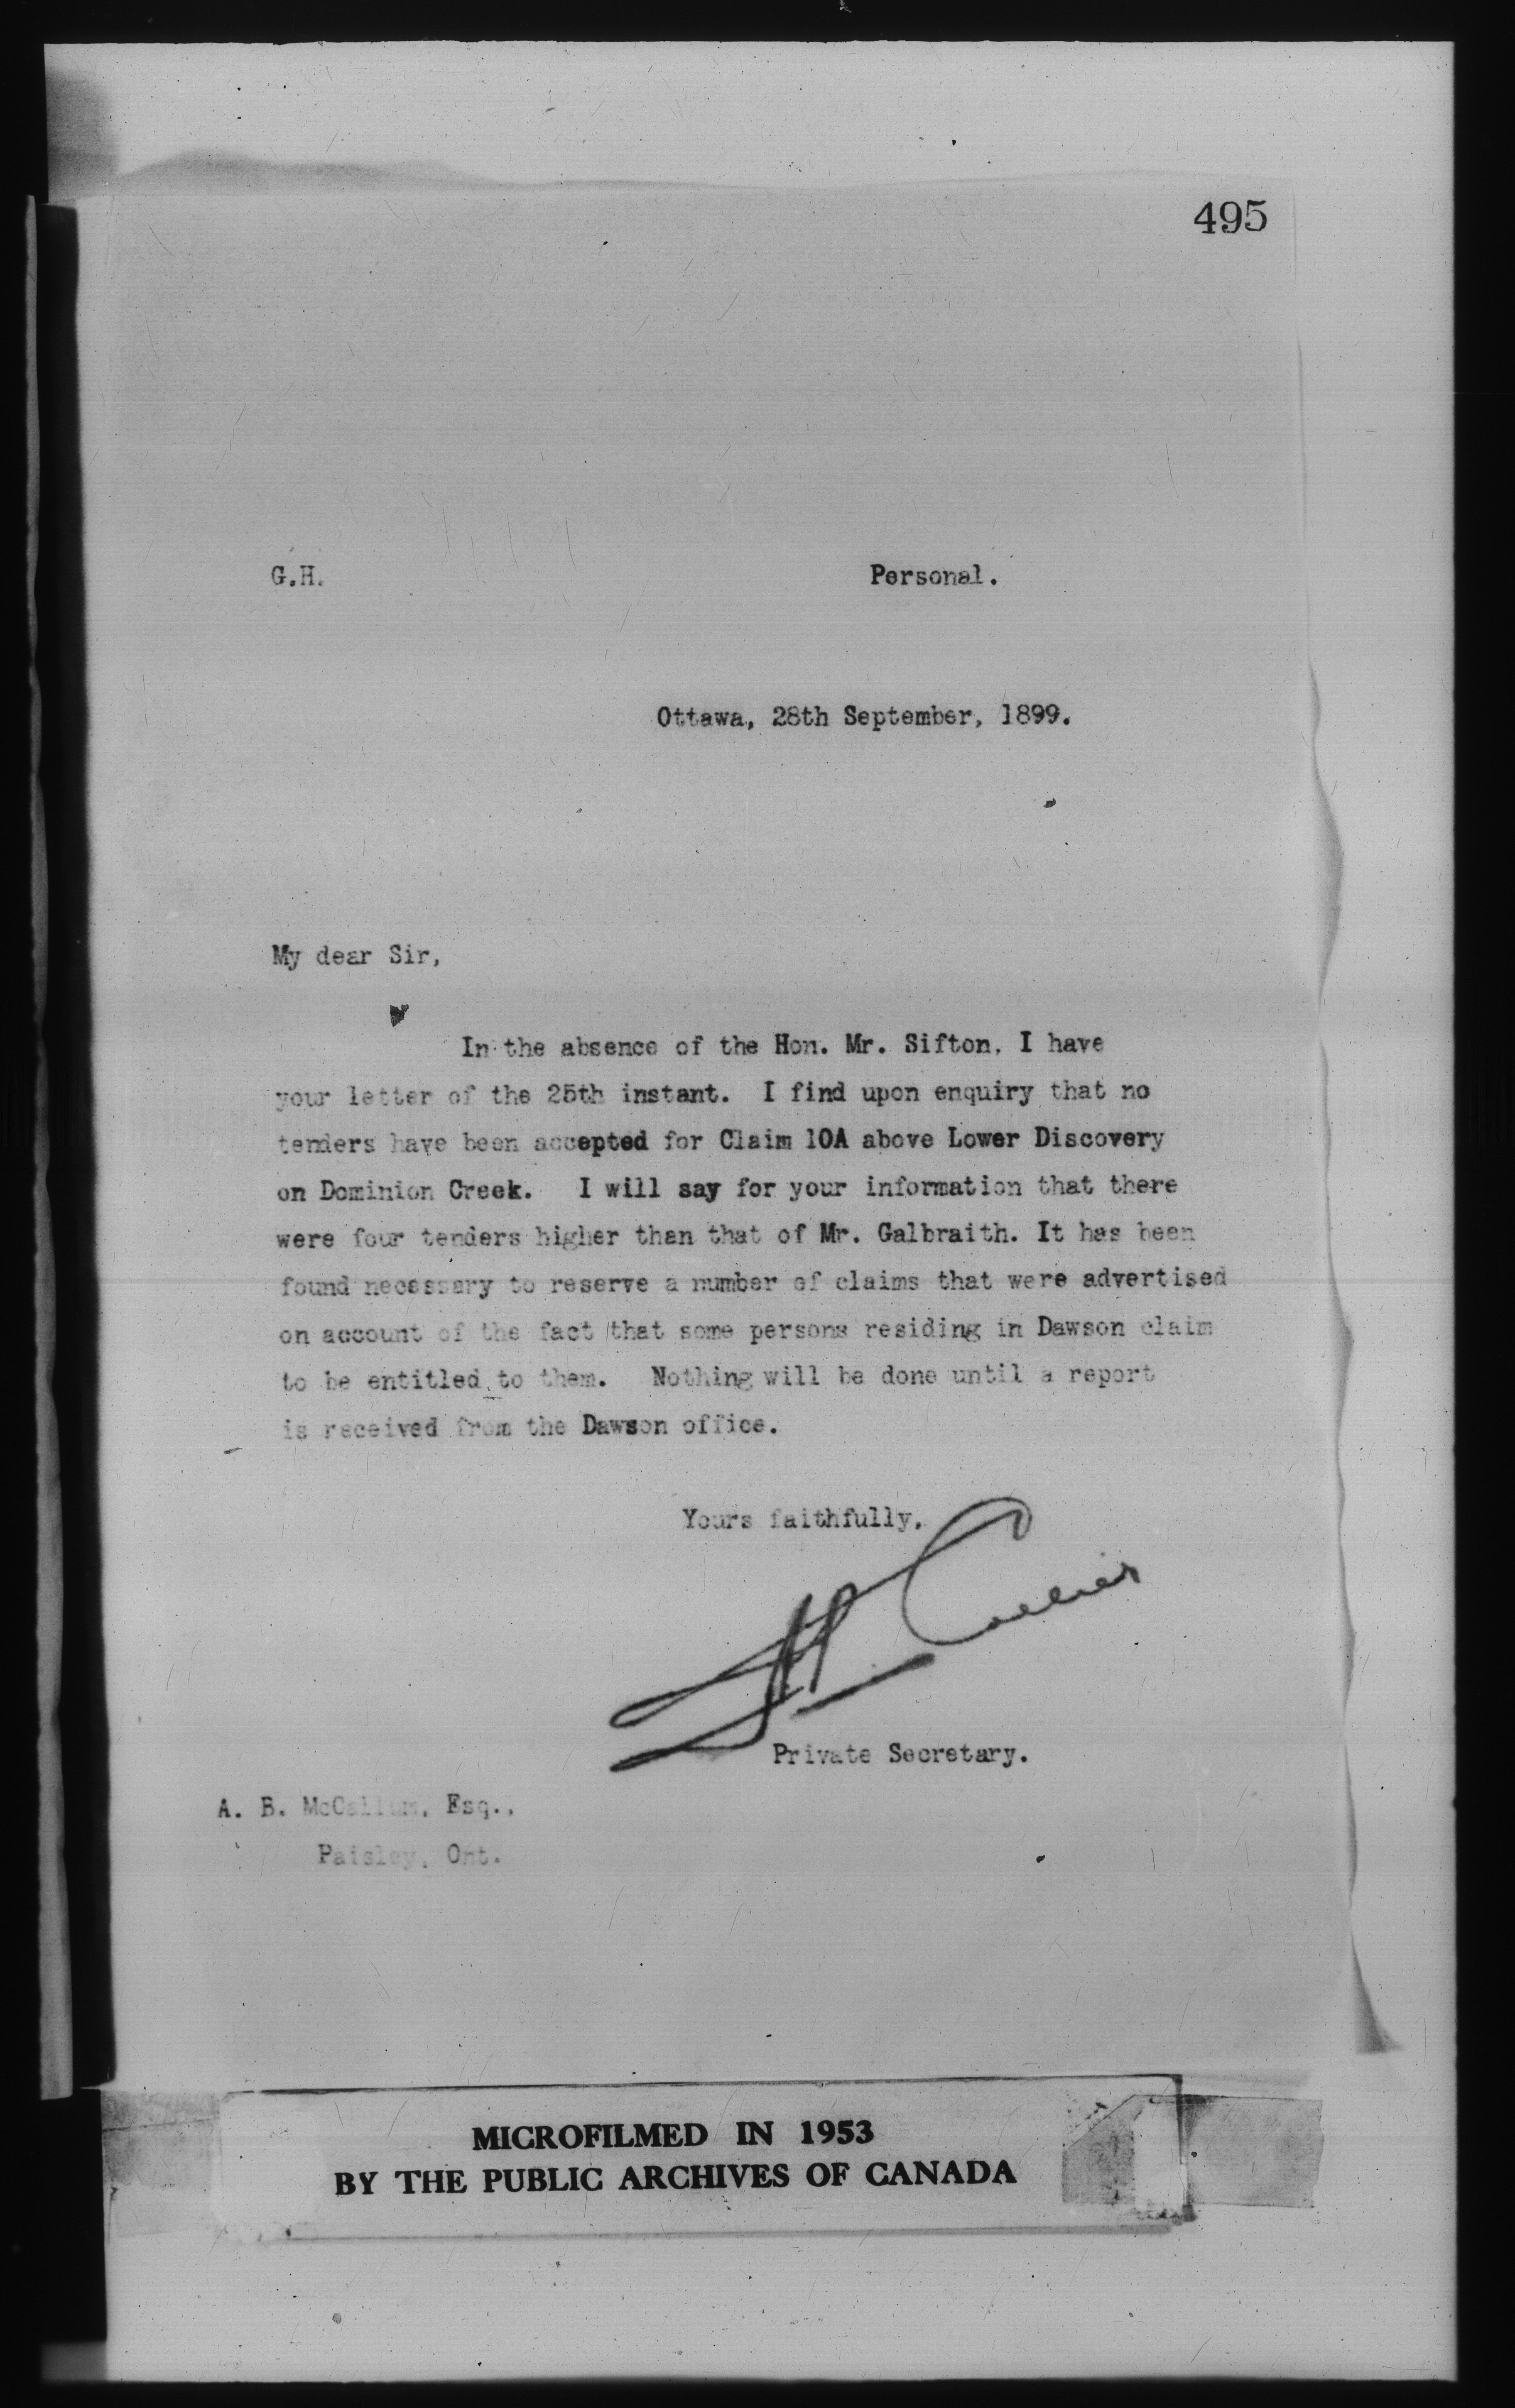 495
G.H.
Personal.
Ottawa, 28th September, 1899.
My dear Sir,
In the absence of the Hon. Mr. Sifton, I have
your letter of the 25th instant. I find upon enquiry that no
tenders have been accepted for Claim 10A above Lower Discovery
on Dominion Creek. I will say for your information that there
were four tenders higher than that of Mr. Galbraith. It has been
found necessary to reserve a number of claims that were advertised
on account of the fact that some persons residing in Dawson claim
to be entitled to them. Nothing will be done until a report
is received from the Dawson office.
Yours faithfully,
Private Secretary.
A. B. McCallum, Esq.,
Paisley, Ont.
MICROFILMED IN 1953
BY THE PUBLIC ARCHIVES OF CANADA